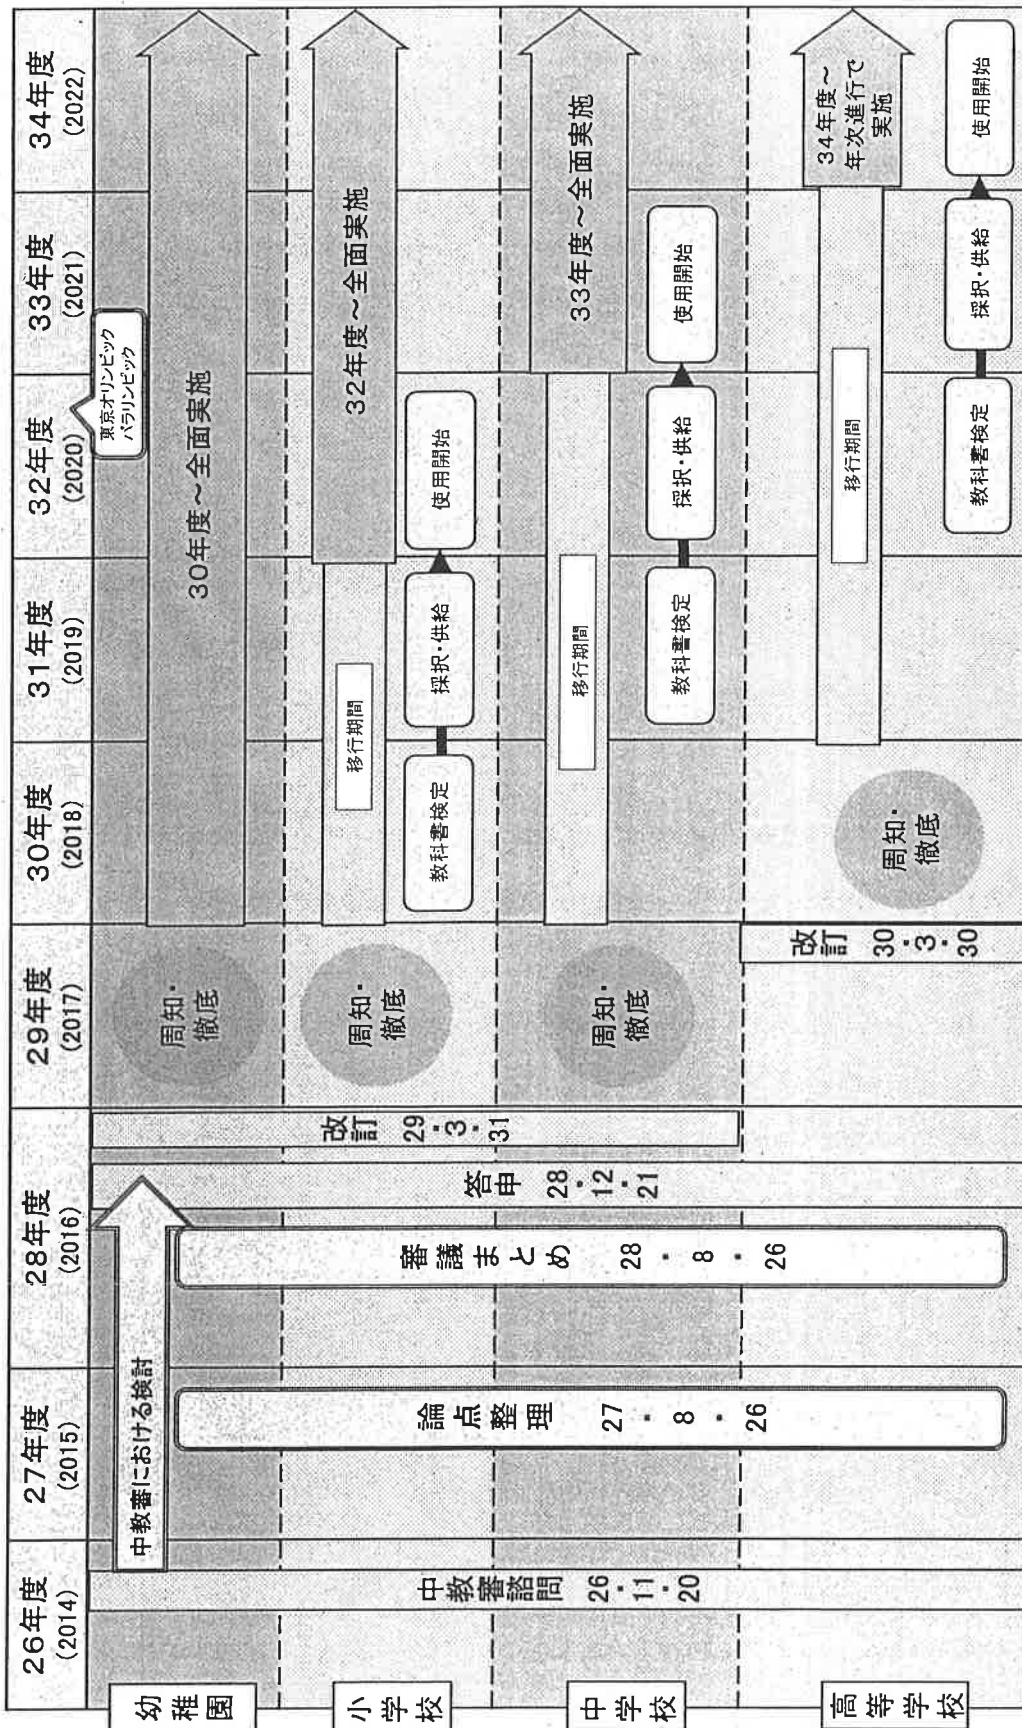 26年度
(2014)
27年度
(2015)
28年度
(2016)
29年度
(2017)
30年度
(2018)
31年度
(2019)
32年度
(2020)
33年度
(2021)
34年度
(2022)
東京オリンピック
パラリンピック
中教審諮問 26・11・20
中教審における検討
論点整理 27・8・26
審議まとめ 28・8・26
答申 28・12・21
改訂 29・3・31
幼稚園
周知・
徹底
30年度～全面実施
小学校
周知・
徹底
移行期間
32年度～全面実施
教科書検定
採択・供給
使用開始
中学校
周知・
徹底
移行期間
33年度～全面実施
教科書検定
採択・供給
使用開始
高等学校
改訂 30・3・30
周知・
徹底
移行期間
34年度～
年次進行で
実施
教科書検定
採択・供給
使用開始